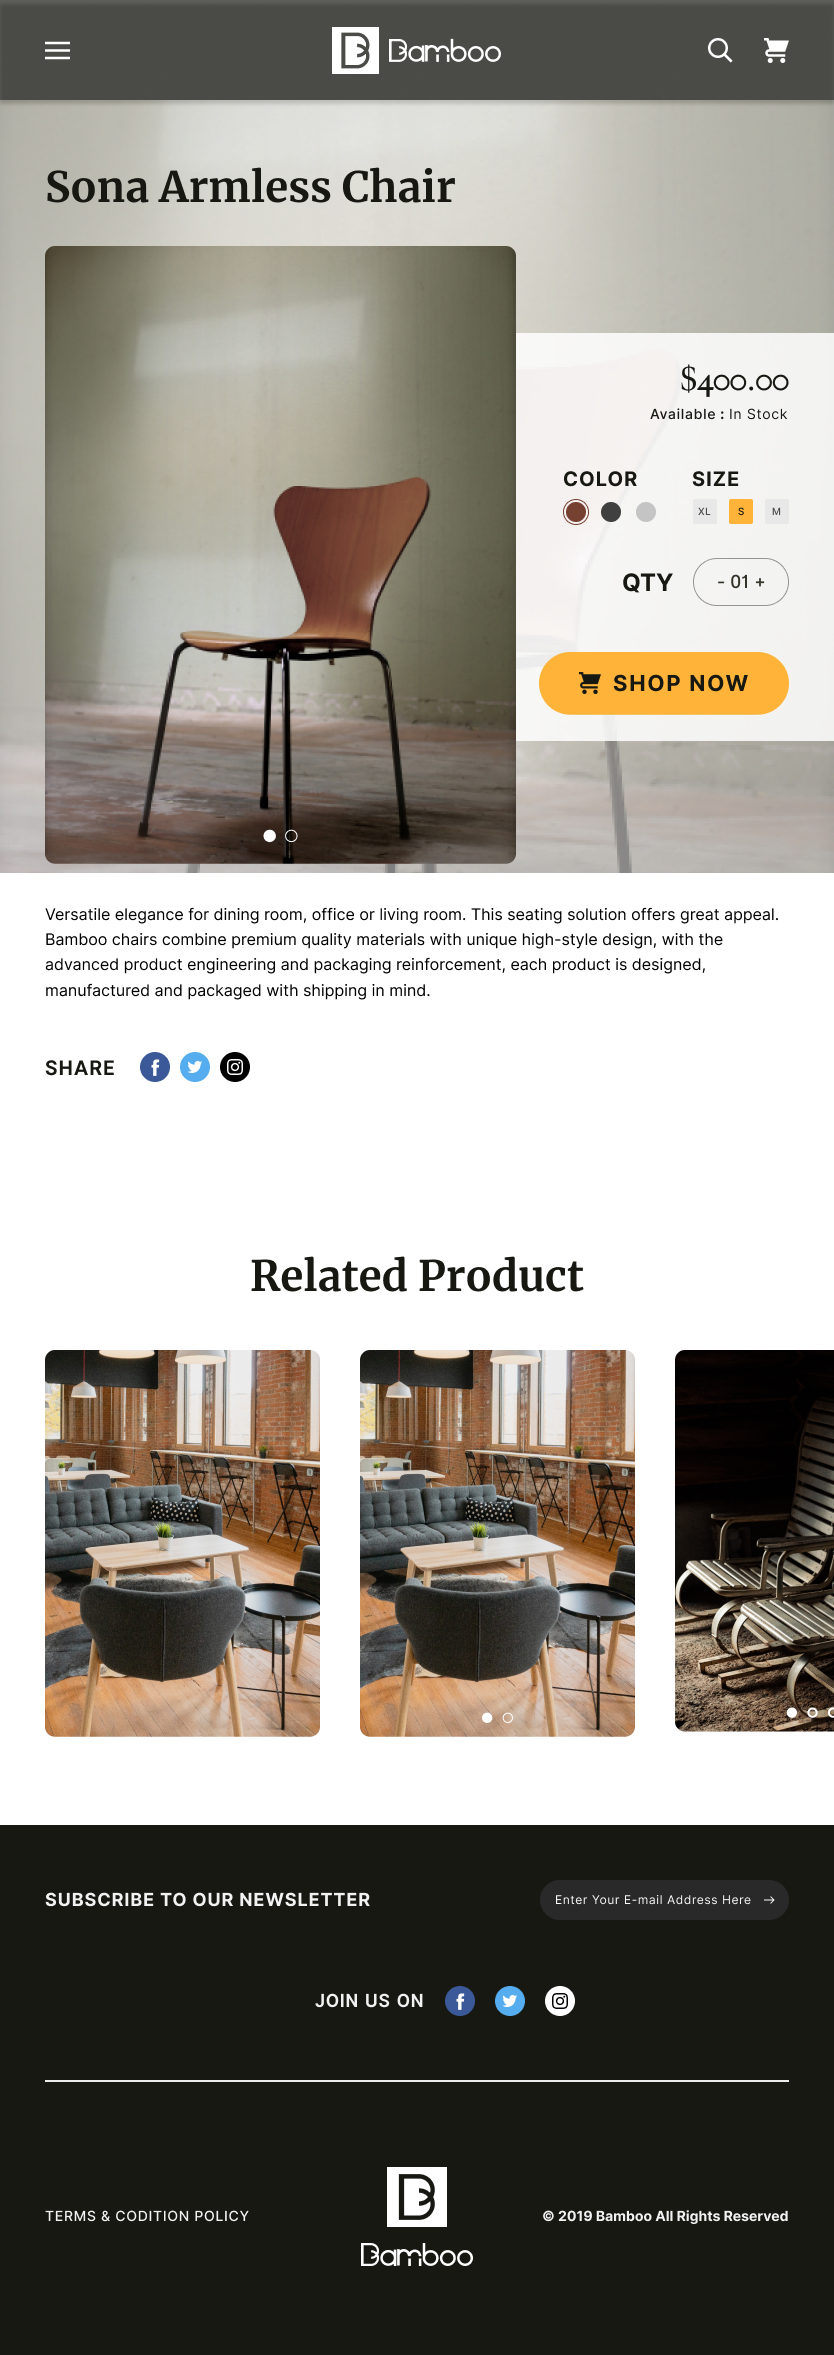 Bamboo
Sona Armless Chair
$400.00
Available : In Stock
COLOR
SIZE
XL S M
QTY
- 01 +
SHOP NOW
Versatile elegance for dining room, office or living room. This seating solution offers great appeal.
Bamboo chairs combine premium quality materials with unique high-style design, with the
advanced product engineering and packaging reinforcement, each product is designed,
manufactured and packaged with shipping in mind.
SHARE
Related Product
SUBSCRIBE TO OUR NEWSLETTER
Enter Your E-mail Address Here →
JOIN US ON
TERMS & CODITION POLICY
Bamboo
© 2019 Bamboo All Rights Reserved